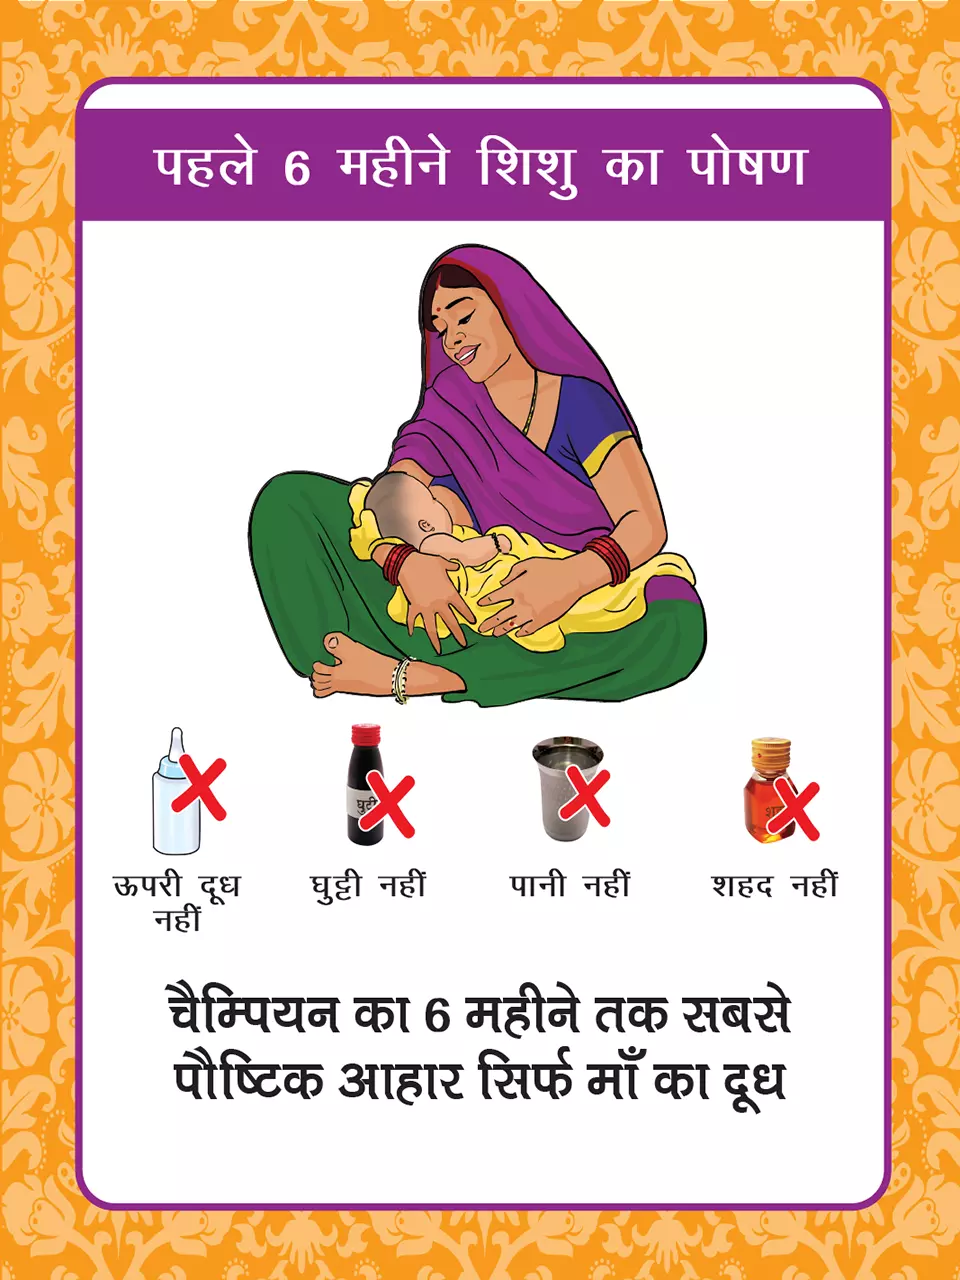 पहले 6 महीने शिशु का पोषण
घुट्टी
ऊपरी दूध नहीं
घुट्टी नहीं
पानी नहीं
शहद नहीं
चैम्पियन का 6 महीने तक सबसे
पौष्टिक आहार सिर्फ माँ का दूध